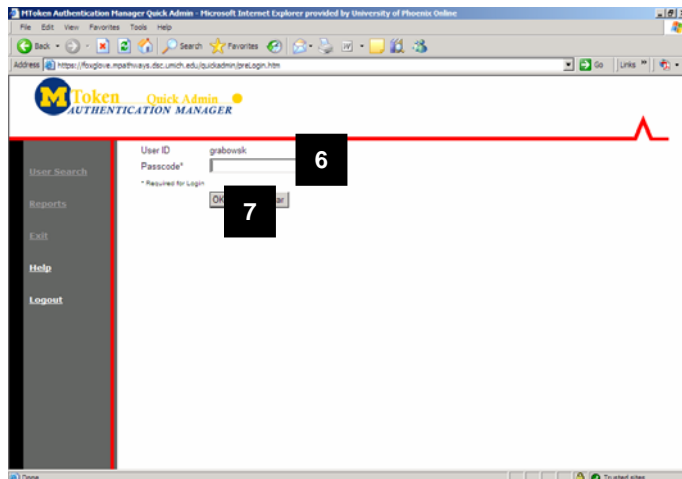 MToken Authentication Manager Quick Admin - Microsoft Internet Explorer provided by University of Phoenix Online
File Edit View Favorites Tools Help
Back Search Favorites
Address https://foxglove.mpathways.dsc.umich.edu/quickadmin/preLogin.htm Go Links »
M Token Quick Admin
AUTHENTICATION MANAGER
User ID grabowsk
Passcode* 6
* Required for Login
OK 7 ar
User Search
Reports
Exit
Help
Logout
Done Trusted sites